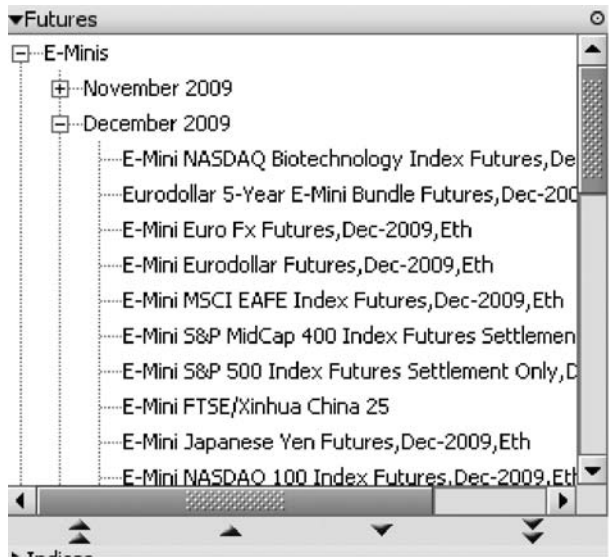 Futures
E-Minis
November 2009
December 2009
E-Mini NASDAQ Biotechnology Index Futures,De
Eurodollar 5-Year E-Mini Bundle Futures,Dec-200
E-Mini Euro Fx Futures,Dec-2009,Eth
E-Mini Eurodollar Futures,Dec-2009,Eth
E-Mini MSCI EAFE Index Futures,Dec-2009,Eth
E-Mini S&P MidCap 400 Index Futures Settlemen
E-Mini S&P 500 Index Futures Settlement Only,D
E-Mini FTSE/Xinhua China 25
E-Mini Japanese Yen Futures,Dec-2009,Eth
E-Mini NASDAQ 100 Index Futures,Dec-2009,Eth